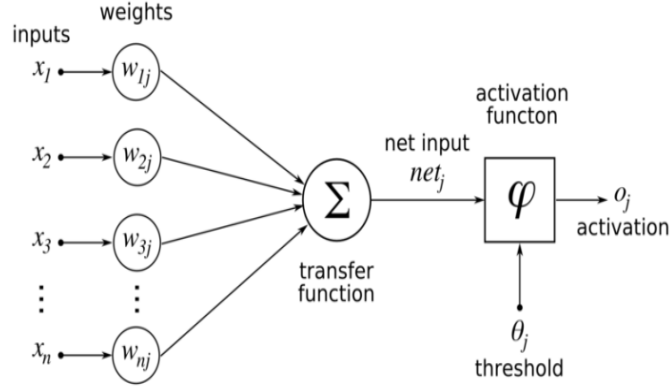 weights
inputs
x1
w1j
x2
w2j
x3
w3j
⋮ ⋮
xn
wnj
Σ
transfer
function
net input
netj
activation
functon
φ
oj
activation
θj
threshold